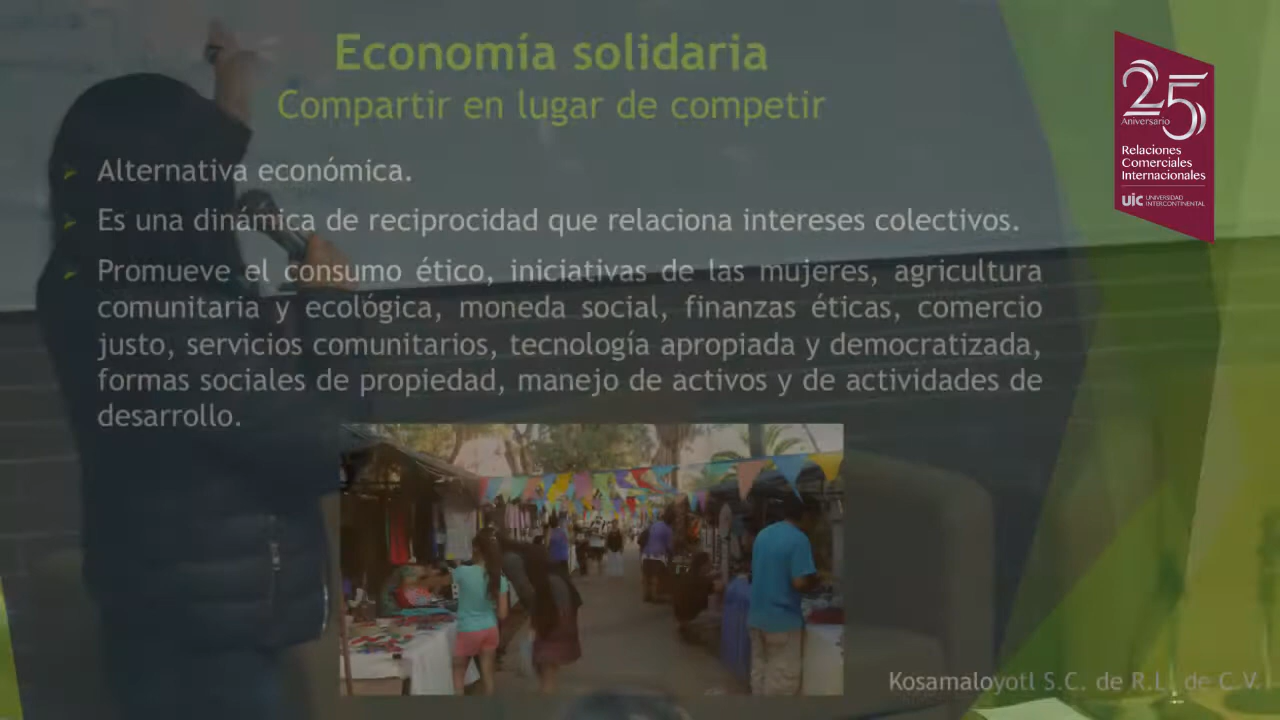 Economía solidaria
Compartir en lugar de competir
Alternativa económica.
Es una dinámica de reciprocidad que relaciona intereses colectivos.
Promueve el consumo ético, iniciativas de las mujeres, agricultura
comunitaria y ecológica, moneda social, finanzas éticas, comercio
justo, servicios comunitarios, tecnología apropiada y democratizada,
formas sociales de propiedad, manejo de activos y de actividades de
desarrollo.
25
Aniversario
Relaciones
Comerciales
Internacionales
uic UNIVERSIDAD
INTERCONTINENTAL
Kosamaloyotl S.C. de R.L. de C.V.